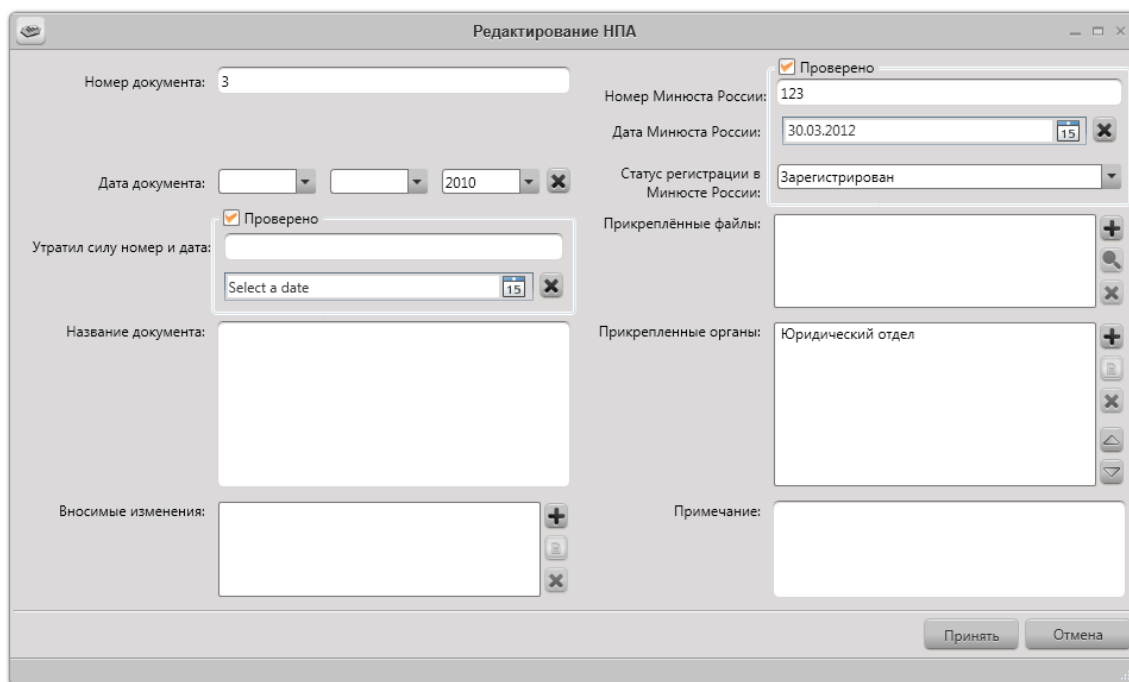 Редактирование НПА
Номер документа: 3
Дата документа: 2010
Проверено
Утратил силу номер и дата:
Select a date 15
Название документа:
Вносимые изменения:
Проверено
Номер Минюста России: 123
Дата Минюста России: 30.03.2012 15
Статус регистрации в
Минюсте России:
Зарегистрирован
Прикреплённые файлы:
Прикрепленные органы: Юридический отдел
Примечание:
Принять Отмена